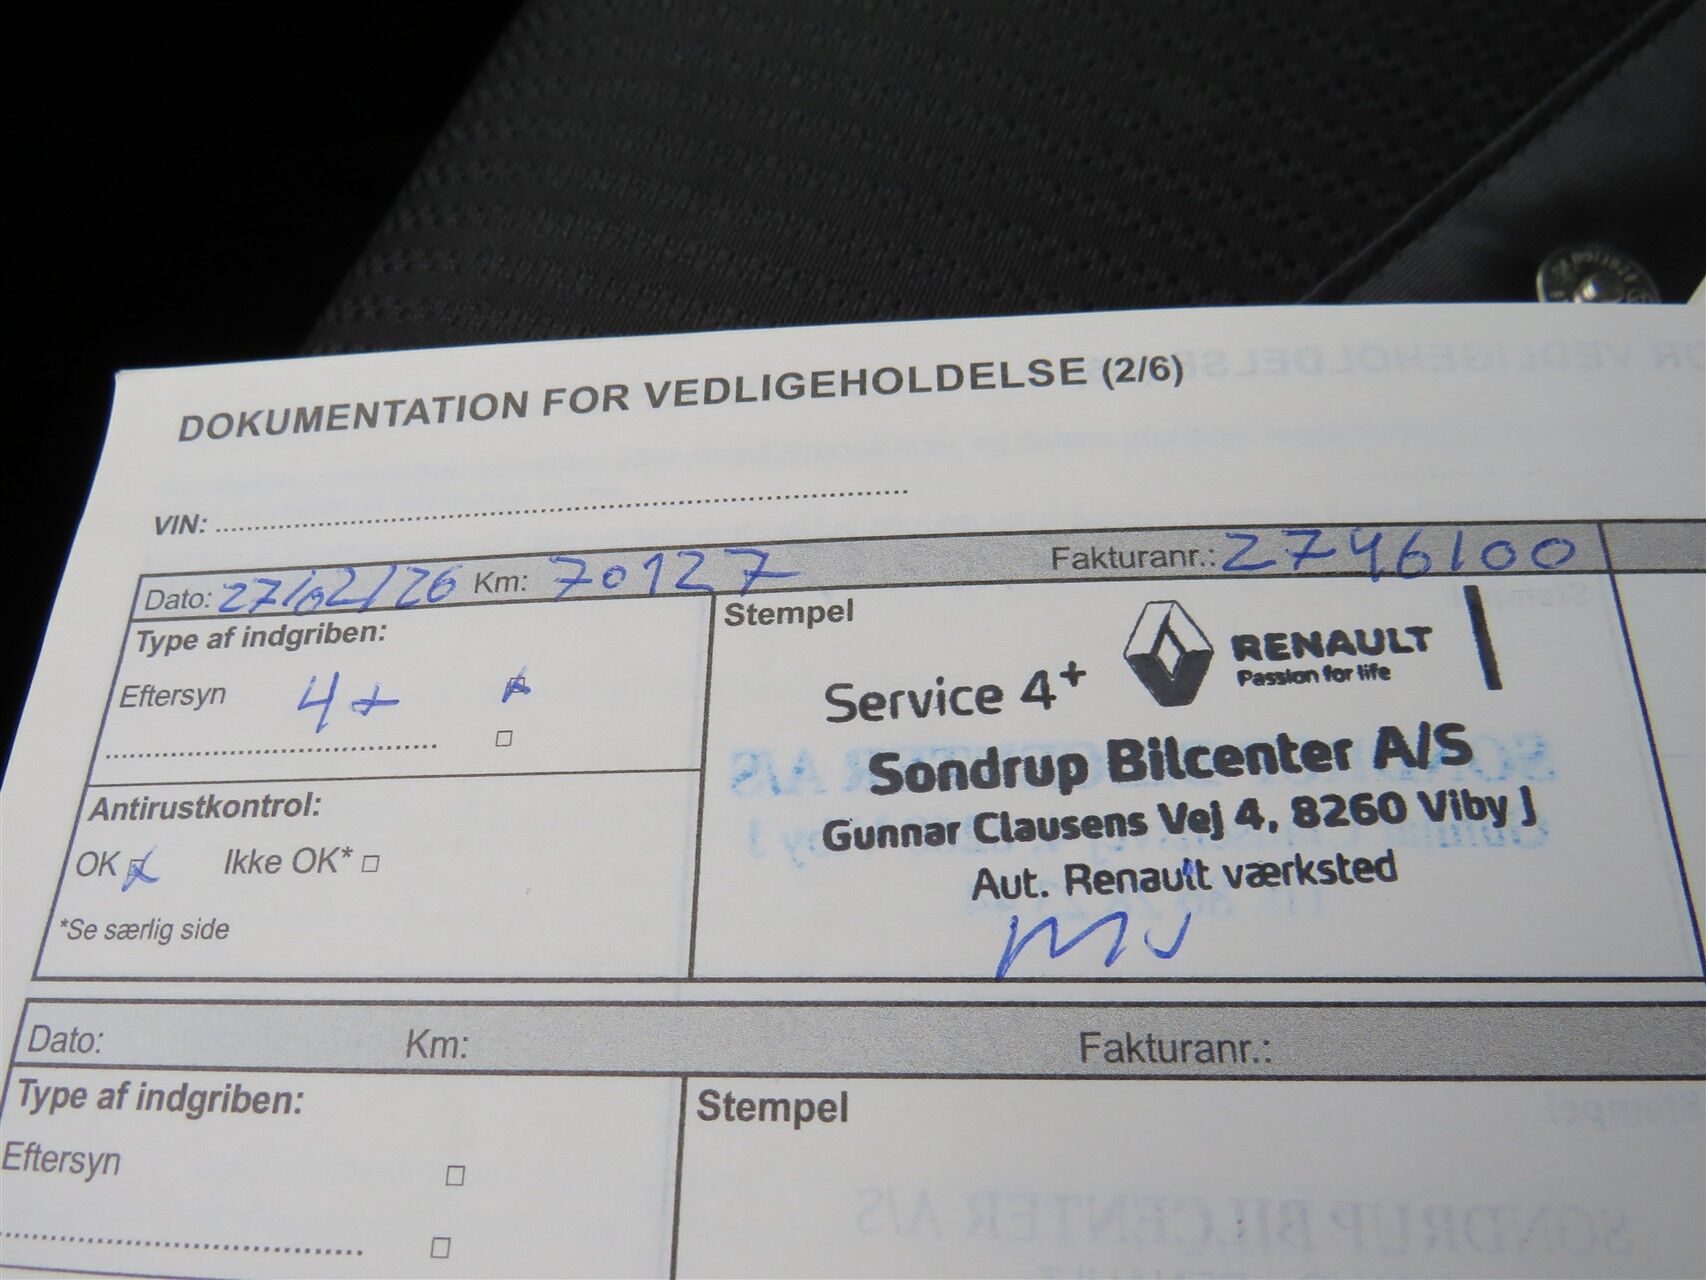 DOKUMENTATION FOR VEDLIGEHOLDELSE (2/6)
VIN:
Dato: 27/02/26 Km: 70127 Fakturanr.: 2746100
Type af indgriben:
Eftersyn 4+
Antirustkontrol:
OK Ikke OK*
*Se særlig side
Stempel
RENAULT
Passion for life
Service 4+
Sondrup Bilcenter A/S
Gunnar Clausens Vej 4, 8260 Viby J
Aut. Renault værksted
Dato: Km: Fakturanr.:
Type af indgriben:
Eftersyn
Stempel